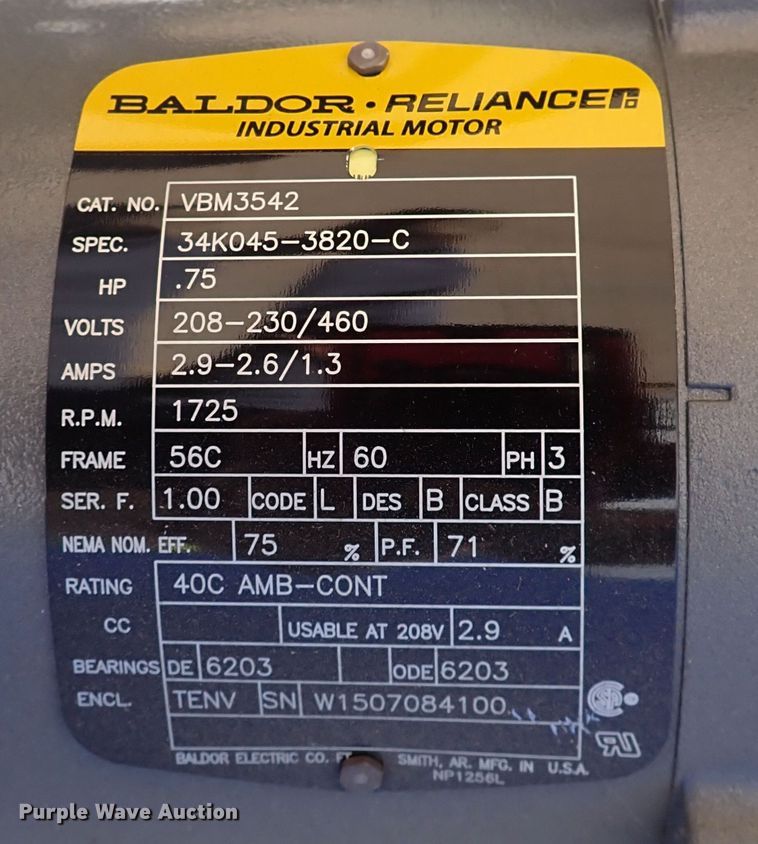 BALDOR • RELIANCE
INDUSTRIAL MOTOR
CAT. NO. VBM3542
SPEC. 34K045-3820-C
HP .75
VOLTS 208-230/460
AMPS 2.9-2.6/1.3
R.P.M. 1725
FRAME 56C HZ 60 PH 3
SER. F. 1.00 CODE L DES B CLASS B
NEMA NOM. EFF. 75 % P.F. 71 %
RATING 40C AMB-CONT
CC USABLE AT 208V 2.9 A
BEARINGS DE 6203 ODE 6203
ENCL. TENV SN W1507084100
BALDOR ELECTRIC CO. SMITH, AR. MFG. IN U.S.A.
NP1256L
Purple Wave Auction